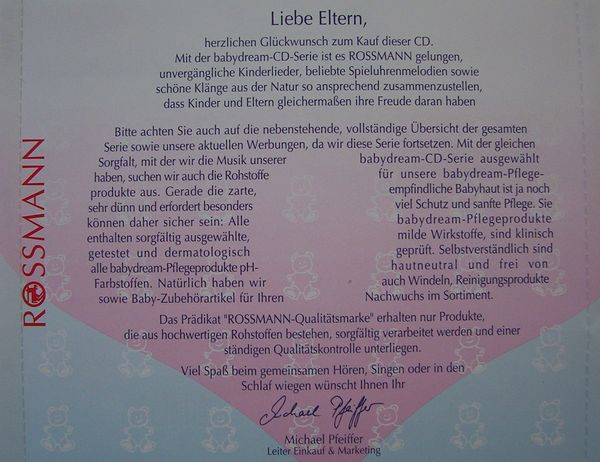 Liebe Eltern,
herzlichen Glückwunsch zum Kauf dieser CD.
Mit der babydream-CD-Serie ist es ROSSMANN gelungen,
unvergängliche Kinderlieder, beliebte Spieluhrenmelodien sowie
schöne Klänge aus der Natur so ansprechend zusammenzustellen,
dass Kinder und Eltern gleichermaßen ihre Freude daran haben
Bitte achten Sie auch auf die nebenstehende, vollständige Übersicht der gesamten
Serie sowie unsere aktuellen Werbungen, da wir diese Serie fortsetzen. Mit der gleichen
Sorgfalt, mit der wir die Musik unserer babydream-CD-Serie ausgewählt
haben, suchen wir auch die Rohstoffe für unsere babydream-Pflege-
produkte aus. Gerade die zarte, empfindliche Babyhaut ist ja noch
sehr dünn und erfordert besonders viel Schutz und sanfte Pflege. Sie
können daher sicher sein: Alle babydream-Pflegeprodukte
enthalten sorgfältig ausgewählte, milde Wirkstoffe, sind klinisch
getestet und dermatologisch geprüft. Selbstverständlich sind
alle babydream-Pflegeprodukte pH- hautneutral und frei von
Farbstoffen. Natürlich haben wir auch Windeln, Reinigungsprodukte
sowie Baby-Zubehörartikel für Ihren Nachwuchs im Sortiment.
Das Prädikat "ROSSMANN-Qualitätsmarke" erhalten nur Produkte,
die aus hochwertigen Rohstoffen bestehen, sorgfältig verarbeitet werden und einer
ständigen Qualitätskontrolle unterliegen.
Viel Spaß beim gemeinsamen Hören, Singen oder in den
Schlaf wiegen wünscht Ihnen Ihr
Michael Pfeiffer
Michael Pfeiffer
Leiter Einkauf & Marketing
ROSSMANN